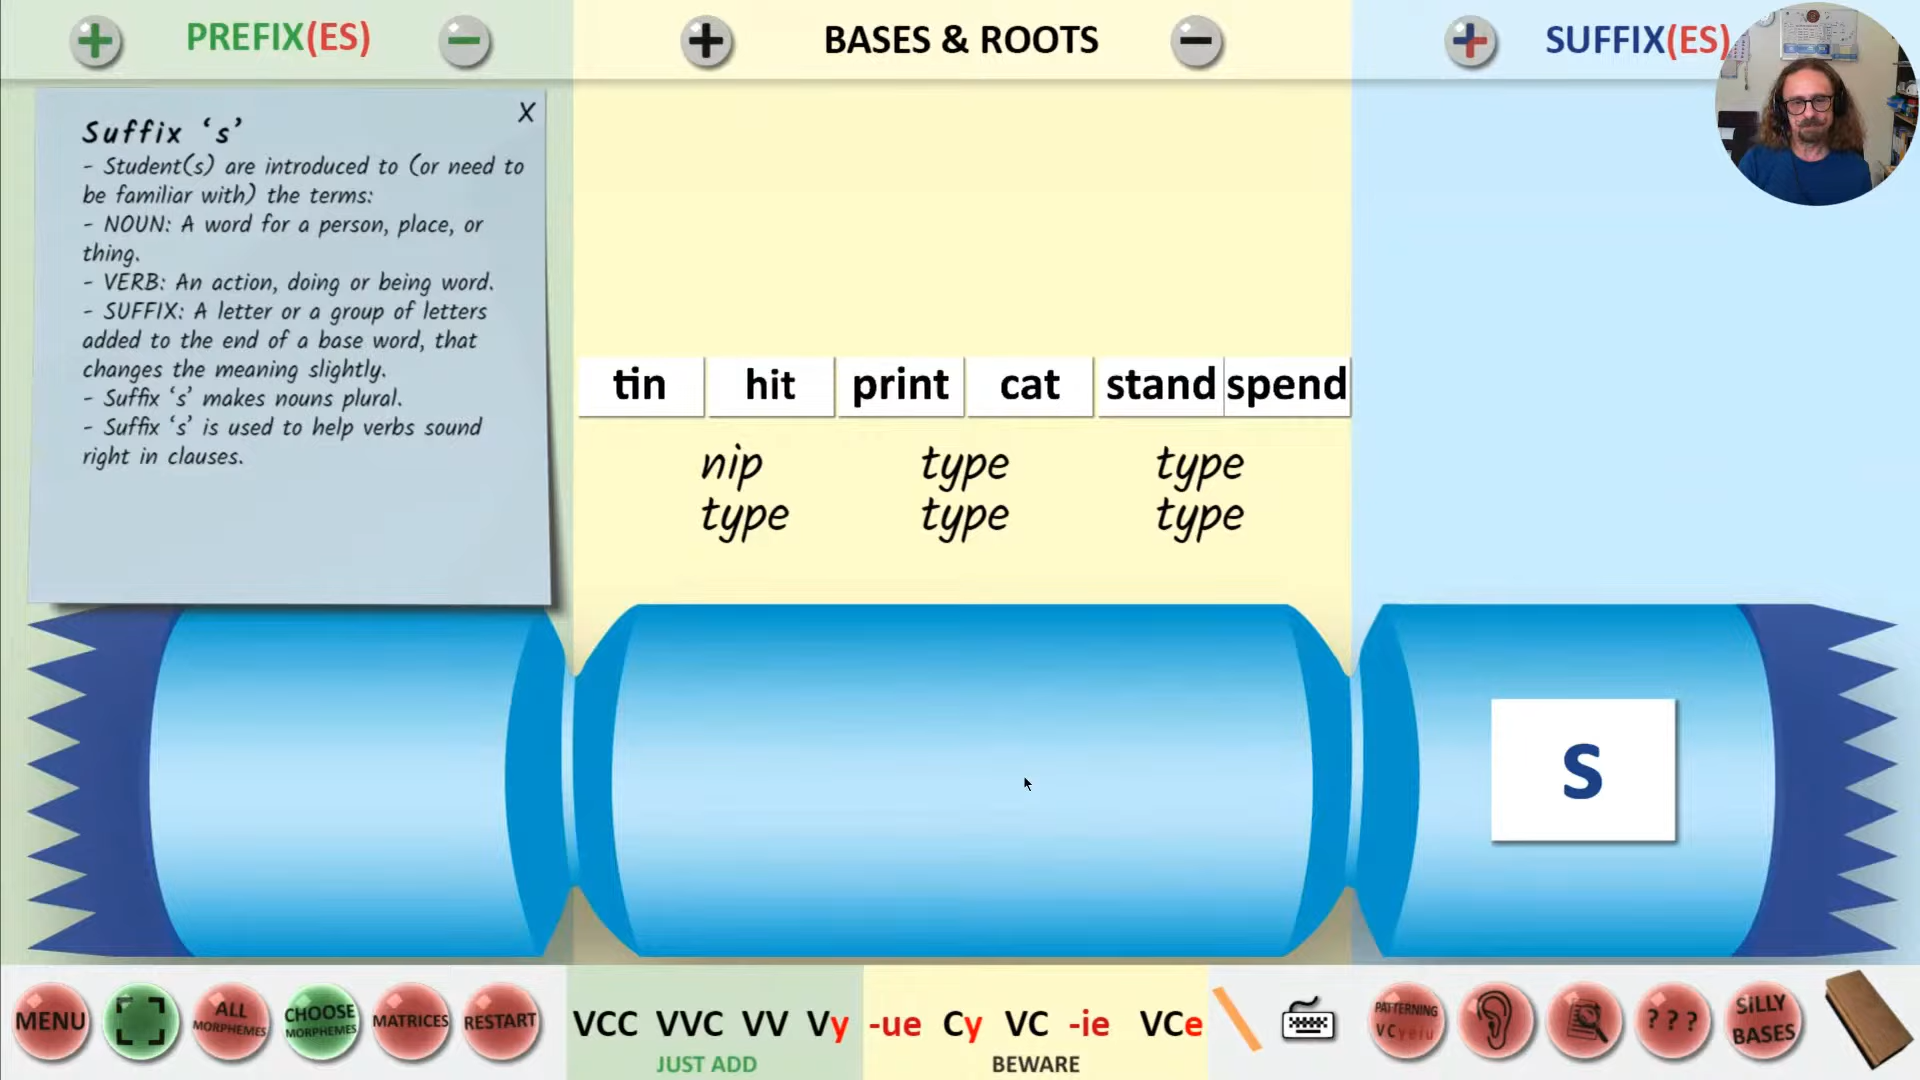 PREFIX(ES)
BASES & ROOTS
SUFFIX(ES)
X
Suffix ‘s’
- Student(s) are introduced to (or need to
be familiar with) the terms:
- NOUN: A word for a person, place, or
thing.
- VERB: An action, doing or being word.
- SUFFIX: A letter or a group of letters
added to the end of a base word, that
changes the meaning slightly.
- Suffix ‘s’ makes nouns plural.
- Suffix ‘s’ is used to help verbs sound
right in clauses.
tin hit print cat stand spend
nip type type
type type type
s
MENU
ALL
MORPHEMES
CHOOSE
MORPHEMES
MATRICES
RESTART
VCC VVC VV Vy -ue Cy VC -ie VCe
JUST ADD
BEWARE
PATTERNING
VCyeiu
? ? ?
SiLLY
BASES